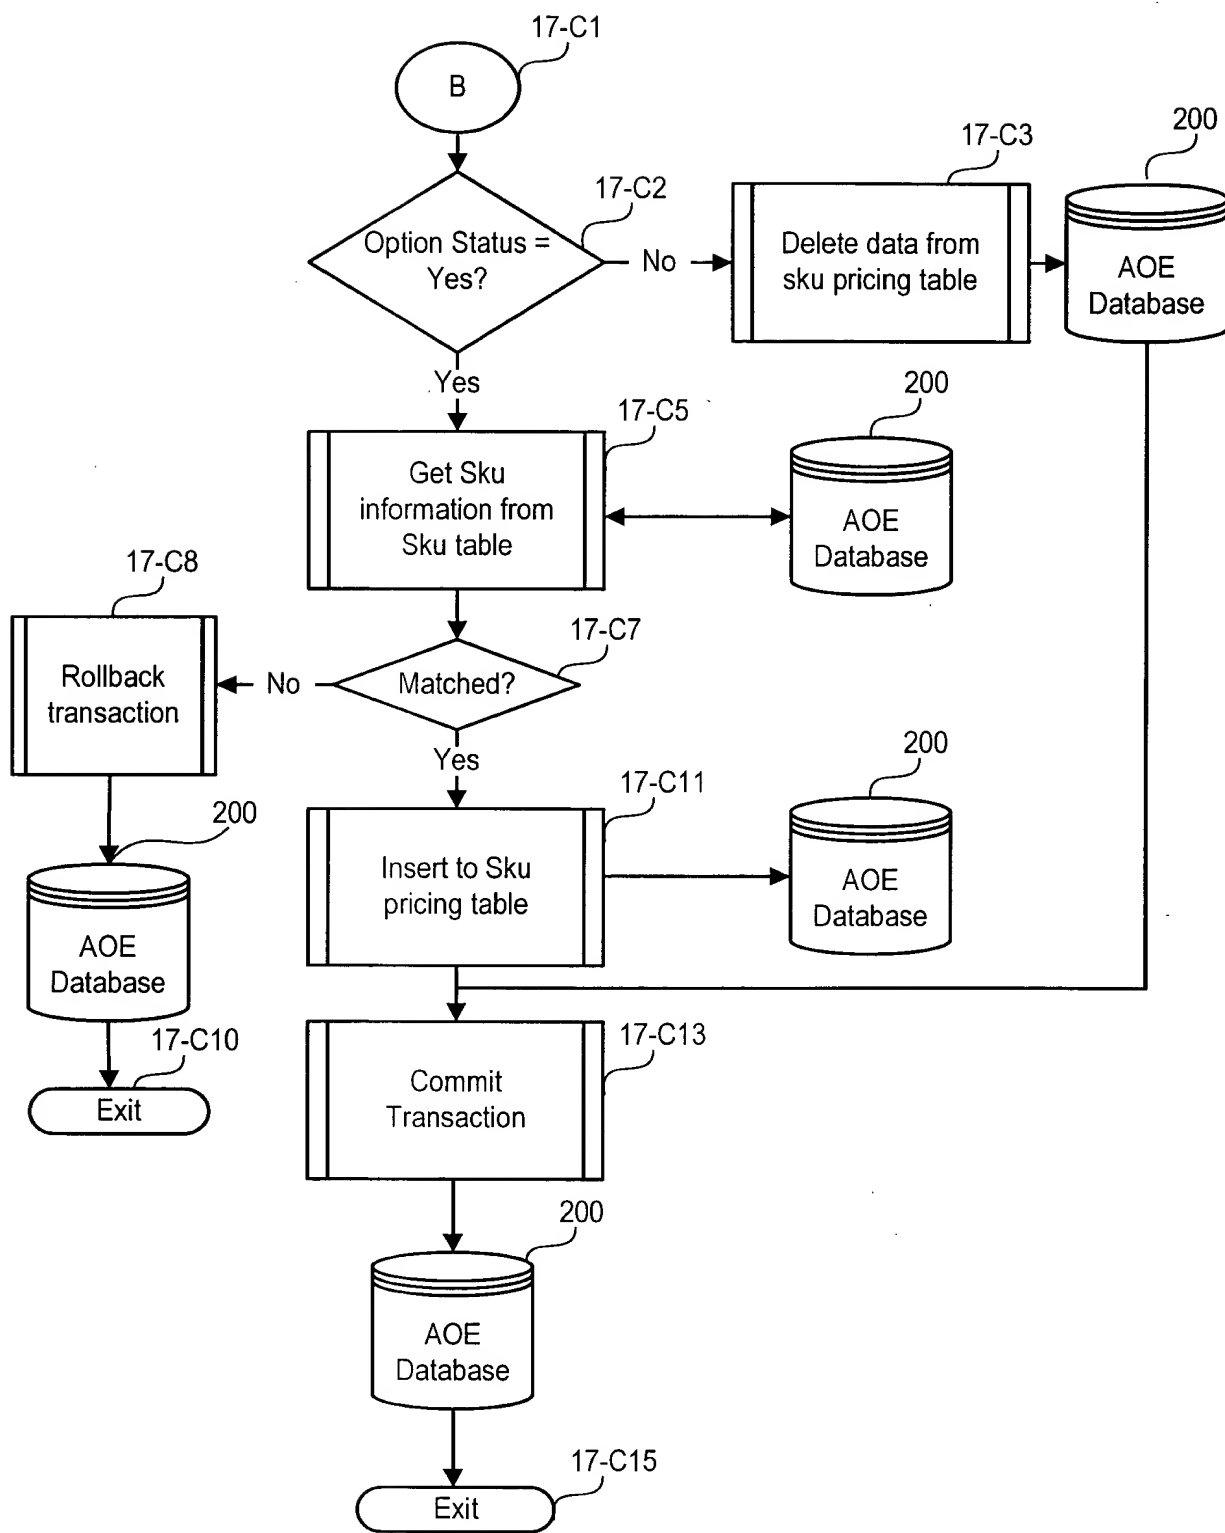 17-C1
B
17-C2
Option Status =
Yes?
No
17-C3
Delete data from
sku pricing table
200
AOE
Database
Yes
17-C5
Get Sku
information from
Sku table
200
AOE
Database
17-C8
Rollback
transaction
No
17-C7
Matched?
Yes
200
AOE
Database
17-C10
Exit
17-C11
Insert to Sku
pricing table
200
AOE
Database
17-C13
Commit
Transaction
200
AOE
Database
17-C15
Exit